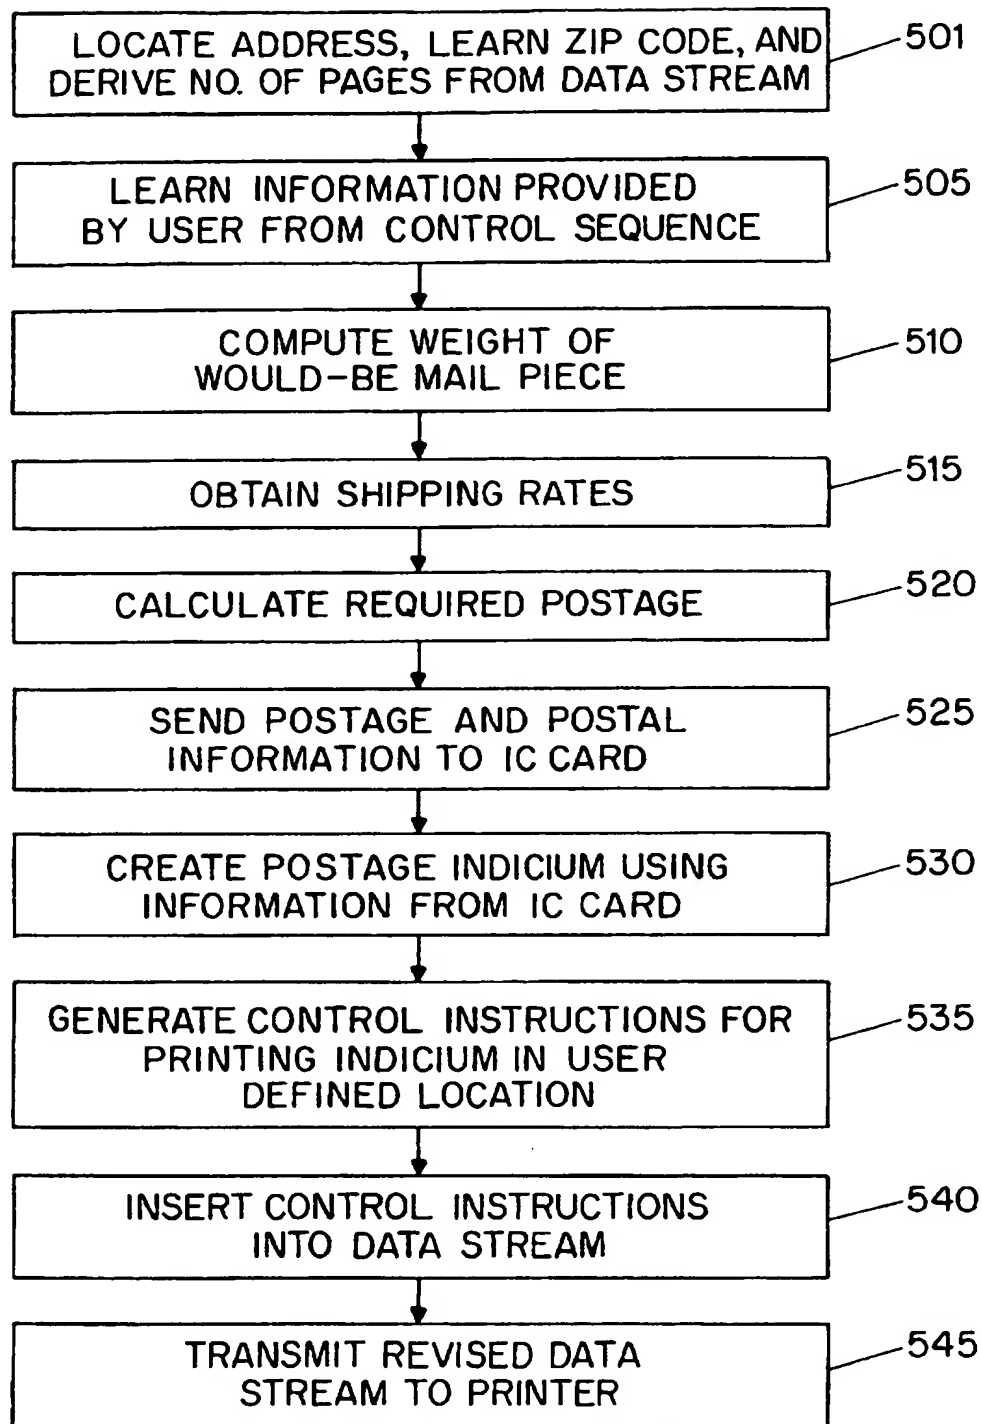 LOCATE ADDRESS, LEARN ZIP CODE, AND
DERIVE NO. OF PAGES FROM DATA STREAM
501
LEARN INFORMATION PROVIDED
BY USER FROM CONTROL SEQUENCE
505
COMPUTE WEIGHT OF
WOULD-BE MAIL PIECE
510
OBTAIN SHIPPING RATES
515
CALCULATE REQUIRED POSTAGE
520
SEND POSTAGE AND POSTAL
INFORMATION TO IC CARD
525
CREATE POSTAGE INDICIUM USING
INFORMATION FROM IC CARD
530
GENERATE CONTROL INSTRUCTIONS FOR
PRINTING INDICIUM IN USER
DEFINED LOCATION
535
INSERT CONTROL INSTRUCTIONS
INTO DATA STREAM
540
TRANSMIT REVISED DATA
STREAM TO PRINTER
545